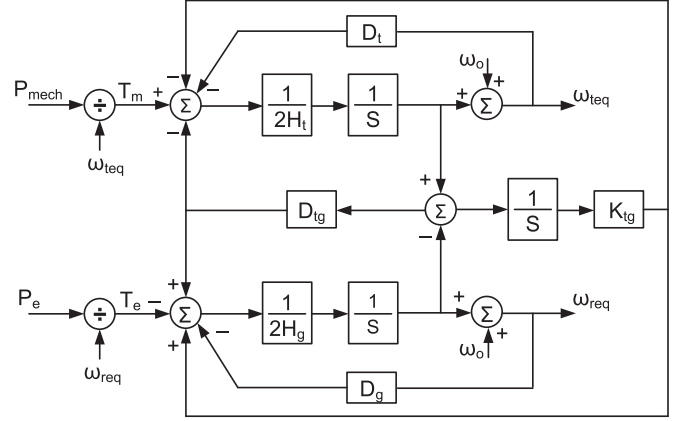 D_t
ω_o
P_mech
T_m
+
−
−
−
÷
Σ
1
2H_t
1
S
+
+
Σ
ω_teq
ω_teq
+
Σ
−
D_tg
1
S
K_tg
P_e
T_e
−
+
+
−
÷
Σ
1
2H_g
1
S
+
+
Σ
ω_req
ω_req
ω_o
D_g